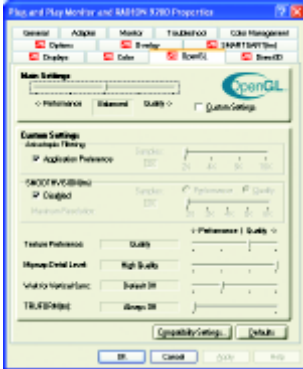 Plug and Play Monitor and RADEON 9700 Properties
General Adapter Monitor Troubleshoot Color Management
Options Overlay SMARTGART(tm)
Displays Color OpenGL Direct3D
Main Settings
OpenGL
Performance Balanced Quality
Custom Settings
Custom Settings
Anisotropic Filtering
Application Preference
Samples
SMOOTHVISION(tm)
Disabled
Samples
Performance Quality
Performance | Quality
Texture Preference: Quality
Mipmap Detail Level: High Quality
Wait for Vertical Sync: Default Off
TRUFORM(tm): Always Off
Compatibility Settings... Defaults
OK Cancel Apply Help